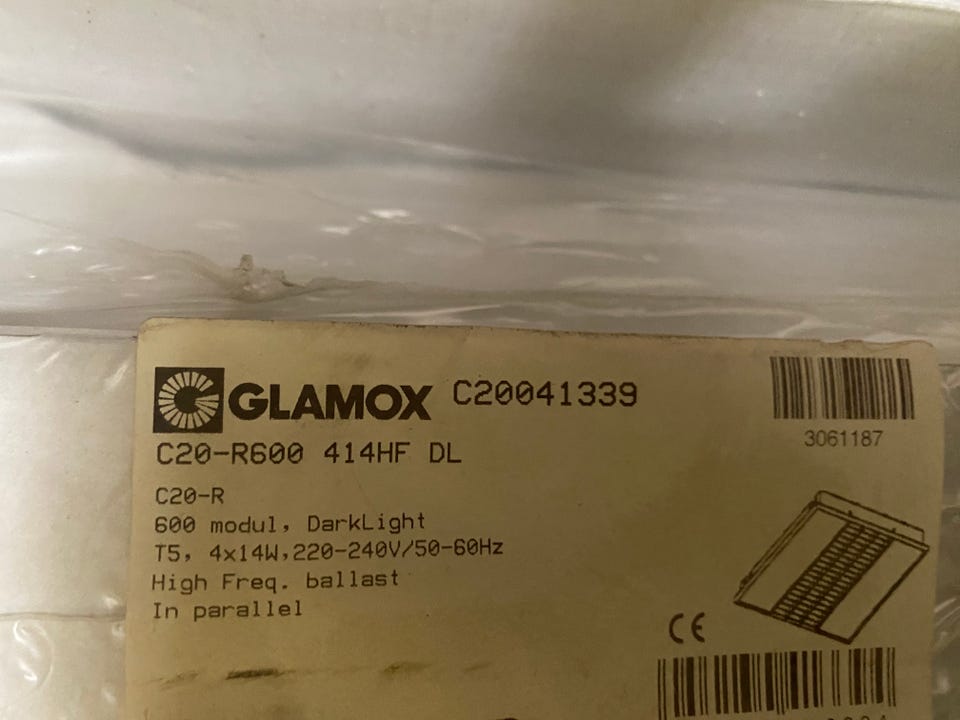 GLAMOX C20041339
3061187
C20-R600 414HF DL
C20-R
600 modul, DarkLight
T5, 4x14W,220-240V/50-60Hz
High Freq. ballast
In parallel
CE